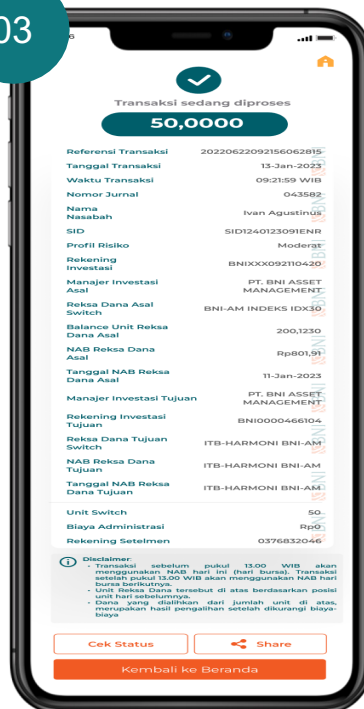 03
Transaksi sedang diproses
50,0000
Referensi Transaksi 20220622092156062815
Tanggal Transaksi 13-Jan-2023
Waktu Transaksi 09:21:59 WIB
Nomor Jurnal 043582
Nama
Nasabah Ivan Agustinus
SID SID1240123091ENR
Profil Risiko Moderat
Rekening
Investasi BNIXXX092110420
Manajer Investasi
Asal PT. BNI ASSET
MANAGEMENT
Reksa Dana Asal
Switch BNI-AM INDEKS IDX30
Balance Unit Reksa
Dana Asal 200,1230
NAB Reksa Dana
Asal Rp801,91
Tanggal NAB Reksa
Dana Asal 11-Jan-2023
Manajer Investasi Tujuan PT. BNI ASSET
MANAGEMENT
Rekening Investasi
Tujuan BNI0000466104
Reksa Dana Tujuan
Switch ITB-HARMONI BNI-AM
NAB Reksa Dana
Tujuan ITB-HARMONI BNI-AM
Tanggal NAB Reksa
Dana Tujuan ITB-HARMONI BNI-AM
Unit Switch 50
Biaya Administrasi Rp0
Rekening Setelmen 0376832046
BNI BNI BNI BNI
Disclaimer:
- Transaksi sebelum pukul 13.00 WIB akan
menggunakan NAB hari ini (hari bursa). Transaksi
setelah pukul 13.00 WIB akan menggunakan NAB hari
bursa berikutnya.
- Unit Reksa Dana tersebut di atas berdasarkan posisi
unit hari sebelumnya.
- Dana yang dialihkan dari jumlah unit di atas,
merupakan hasil pengalihan setelah dikurangi biaya-
biaya
Cek Status
Share
Kembali ke Beranda